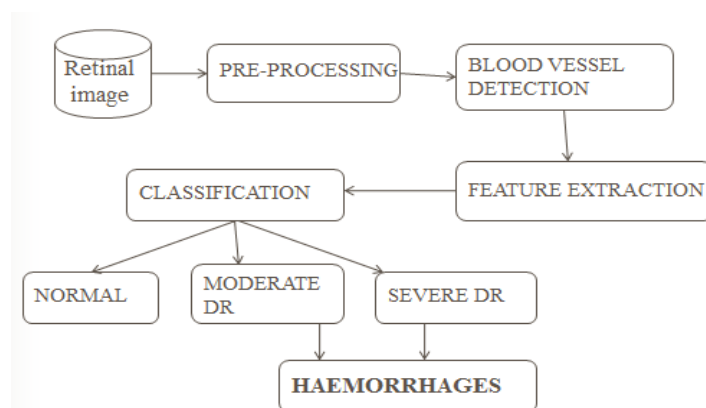 Retinal
image
PRE-PROCESSING
BLOOD VESSEL
DETECTION
FEATURE EXTRACTION
CLASSIFICATION
NORMAL
MODERATE
DR
SEVERE DR
HAEMORRHAGES